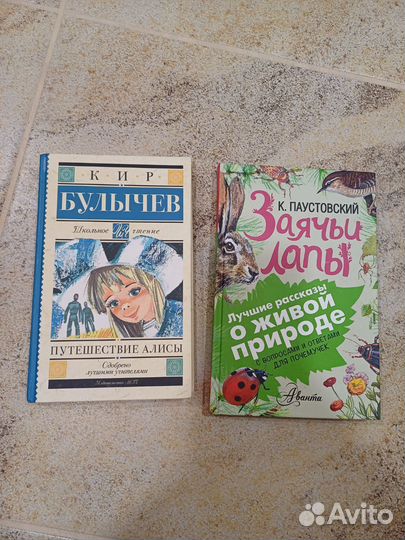 КИР
БУЛЫЧЕВ
Школьное чтение
ПУТЕШЕСТВИЕ АЛИСЫ
Одобрено
лучшими учителями
К. ПАУСТОВСКИЙ
Заячьи
лапы
Лучшие рассказы
о живой
природе
с вопросами и ответами
для почемучек
Аванта
Avito